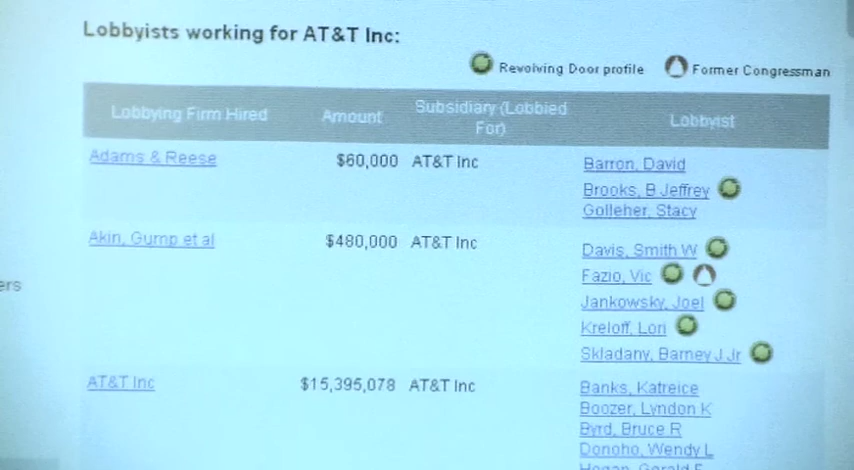 Lobbyists working for AT&T Inc:
Revolving Door profile Former Congressman
Lobbying Firm Hired Amount Subsidiary (Lobbied For) Lobbyist
Adams & Reese $60,000 AT&T Inc Barron, David
Brooks, B Jeffrey
Golleher, Stacy
Akin, Gump et al $480,000 AT&T Inc Davis, Smith W
Fazio, Vic
ers
Jankowsky, Joel
Kreloff, Lori
Skladany, Barney J Jr
AT&T Inc $15,395,078 AT&T Inc Banks, Katreice
Boozer, Lyndon K
Byrd, Bruce R
Donoho, Wendy L
Hogan, Gerald F